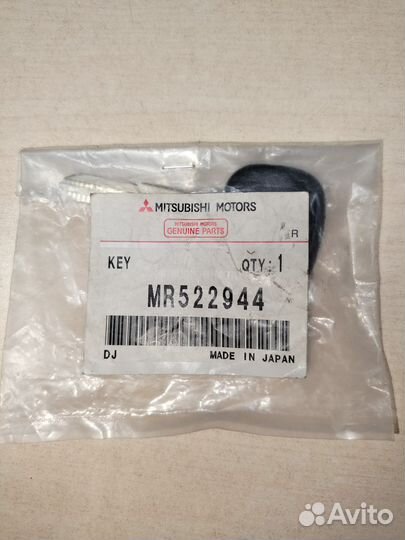 MITSUBISHI MOTORS
MITSUBISHI MOTORS
GENUINE PARTS
KEY QTY:1
MR522944
DJ MADE IN JAPAN
Avito